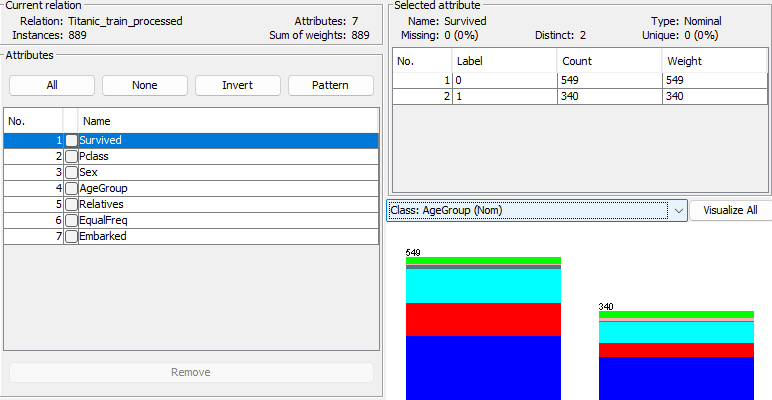 Current relation
Relation: Titanic_train_processed Attributes: 7
Instances: 889 Sum of weights: 889
Attributes
All None Invert Pattern
No. Name
1 Survived
2 Pclass
3 Sex
4 AgeGroup
5 Relatives
6 EqualFreq
7 Embarked
Remove
Selected attribute
Name: Survived Type: Nominal
Missing: 0 (0%) Distinct: 2 Unique: 0 (0%)
No. Label Count Weight
1 0 549 549
2 1 340 340
Class: AgeGroup (Nom) Visualize All
549
340